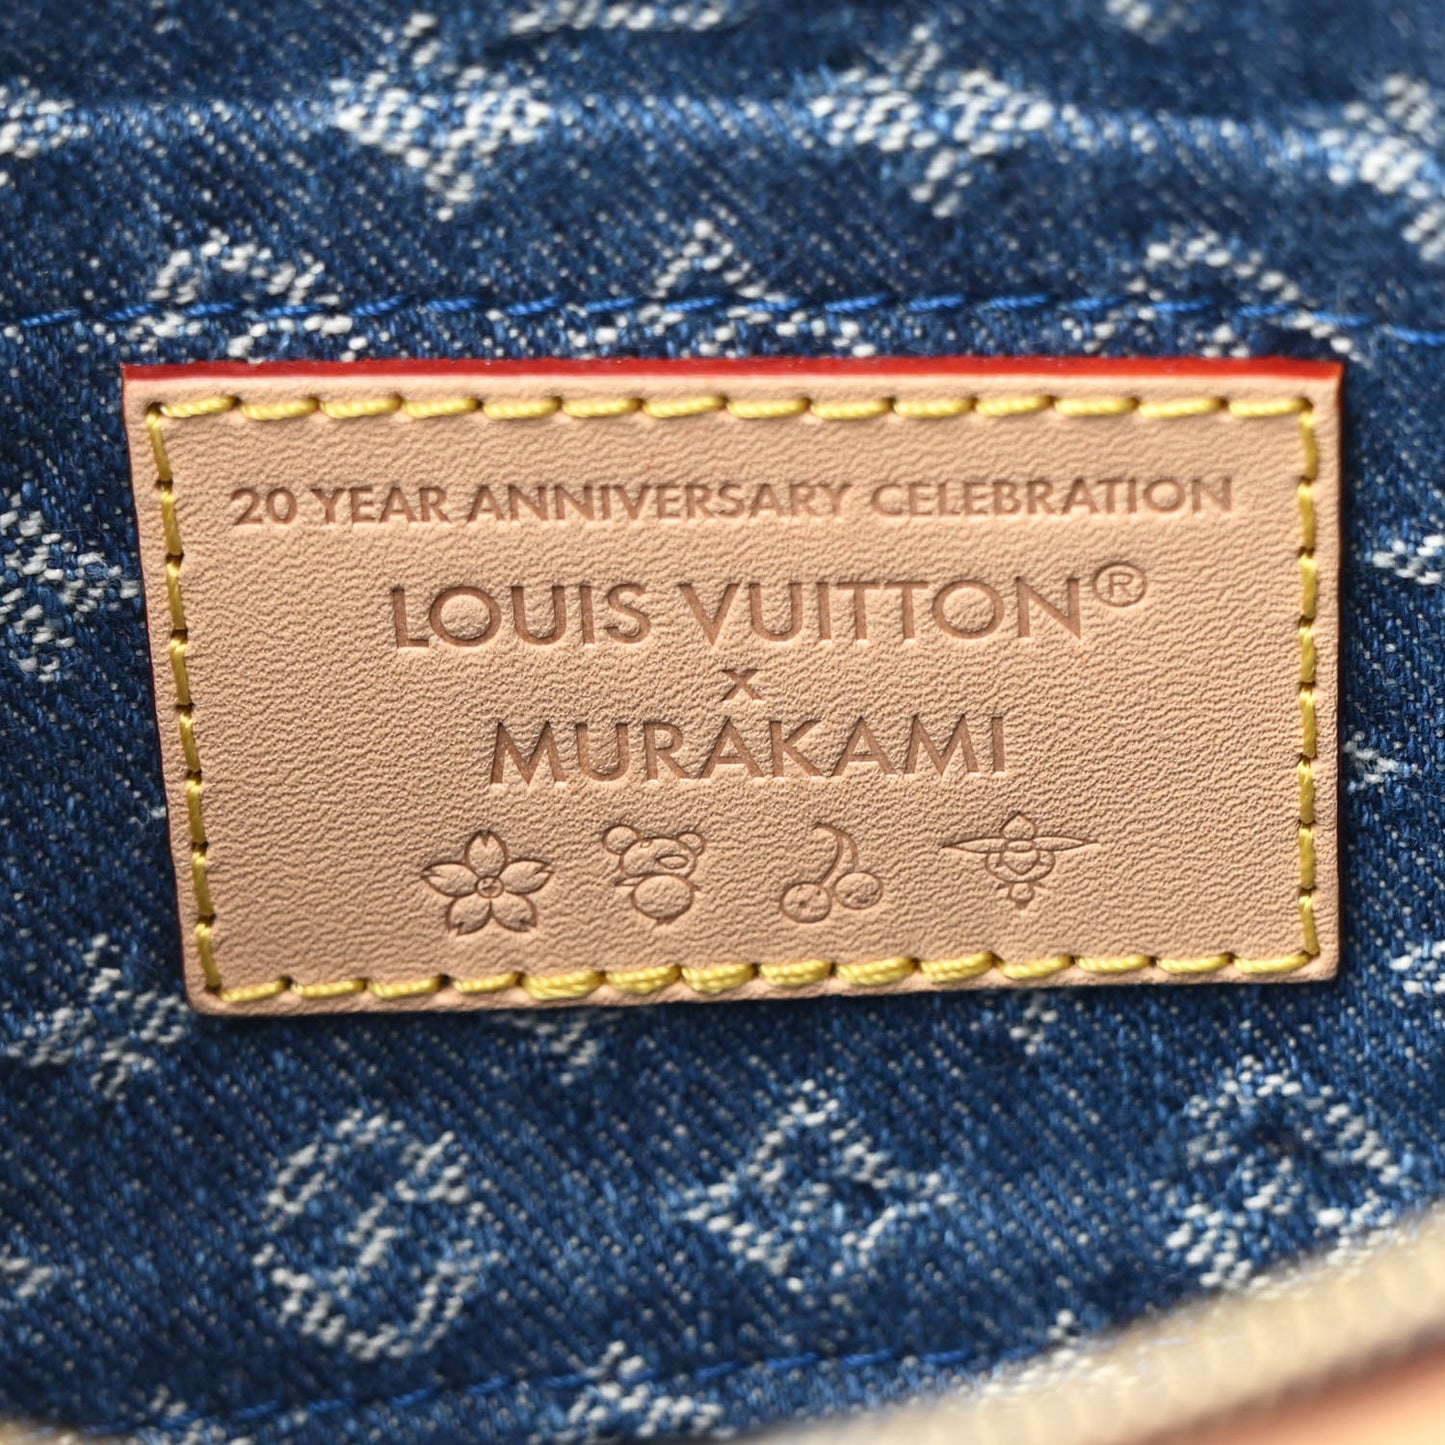 20 YEAR ANNIVERSARY CELEBRATION
LOUIS VUITTON®
x
MURAKAMI